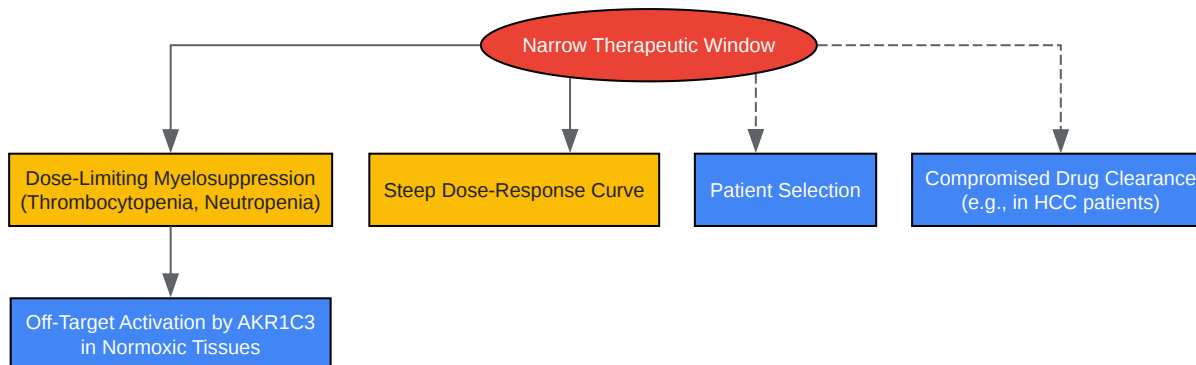 Narrow Therapeutic Window
Dose-Limiting Myelosuppression
(Thrombocytopenia, Neutropenia)
Steep Dose-Response Curve
Patient Selection
Compromised Drug Clearance
(e.g., in HCC patients)
Off-Target Activation by AKR1C3
in Normoxic Tissues